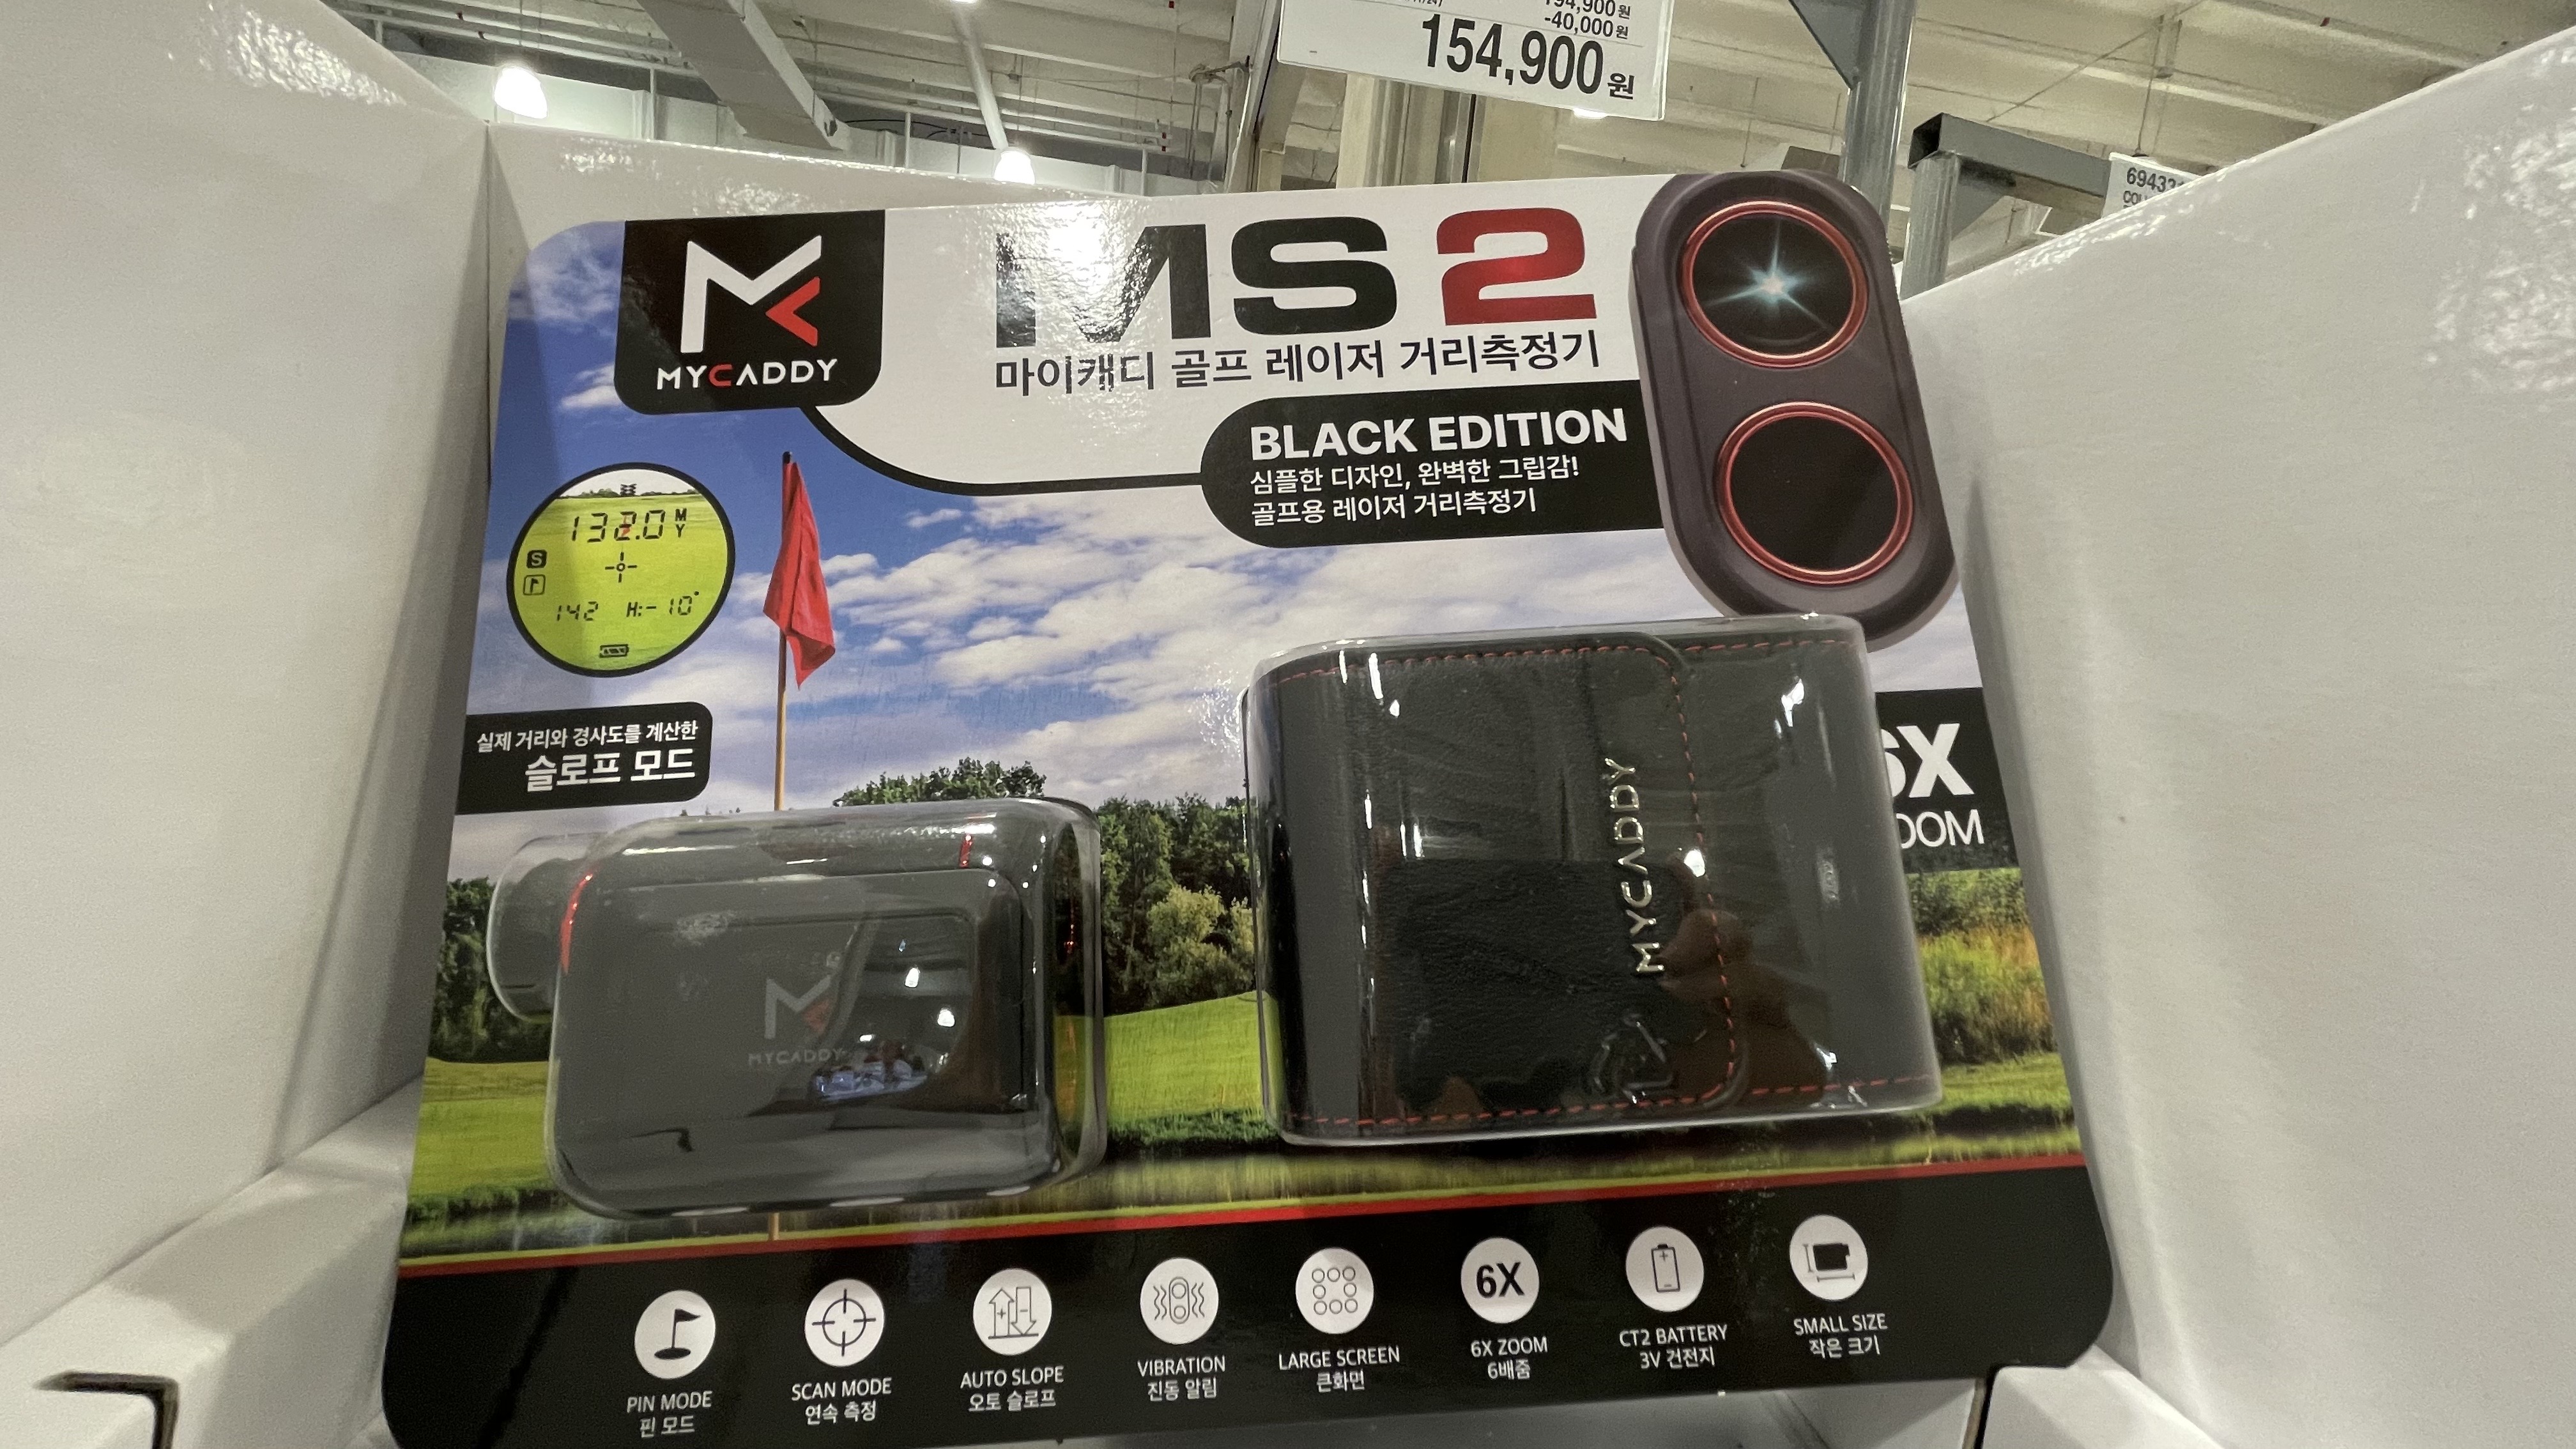 -40,000원
154,900원
MYCADDY
MS2
마이캐디 골프 레이저 거리측정기
BLACK EDITION
심플한 디자인, 완벽한 그립감!
골프용 레이저 거리측정기
132.0 M Y
S
142 H:-10°
실제 거리와 경사도를 계산한
슬로프 모드
MYCADDY
MYCADDY
6X
PIN MODE
핀 모드
SCAN MODE
연속 측정
AUTO SLOPE
오토 슬로프
VIBRATION
진동 알림
LARGE SCREEN
큰화면
6X
6X ZOOM
6배줌
CT2 BATTERY
3V 건전지
SMALL SIZE
작은 크기